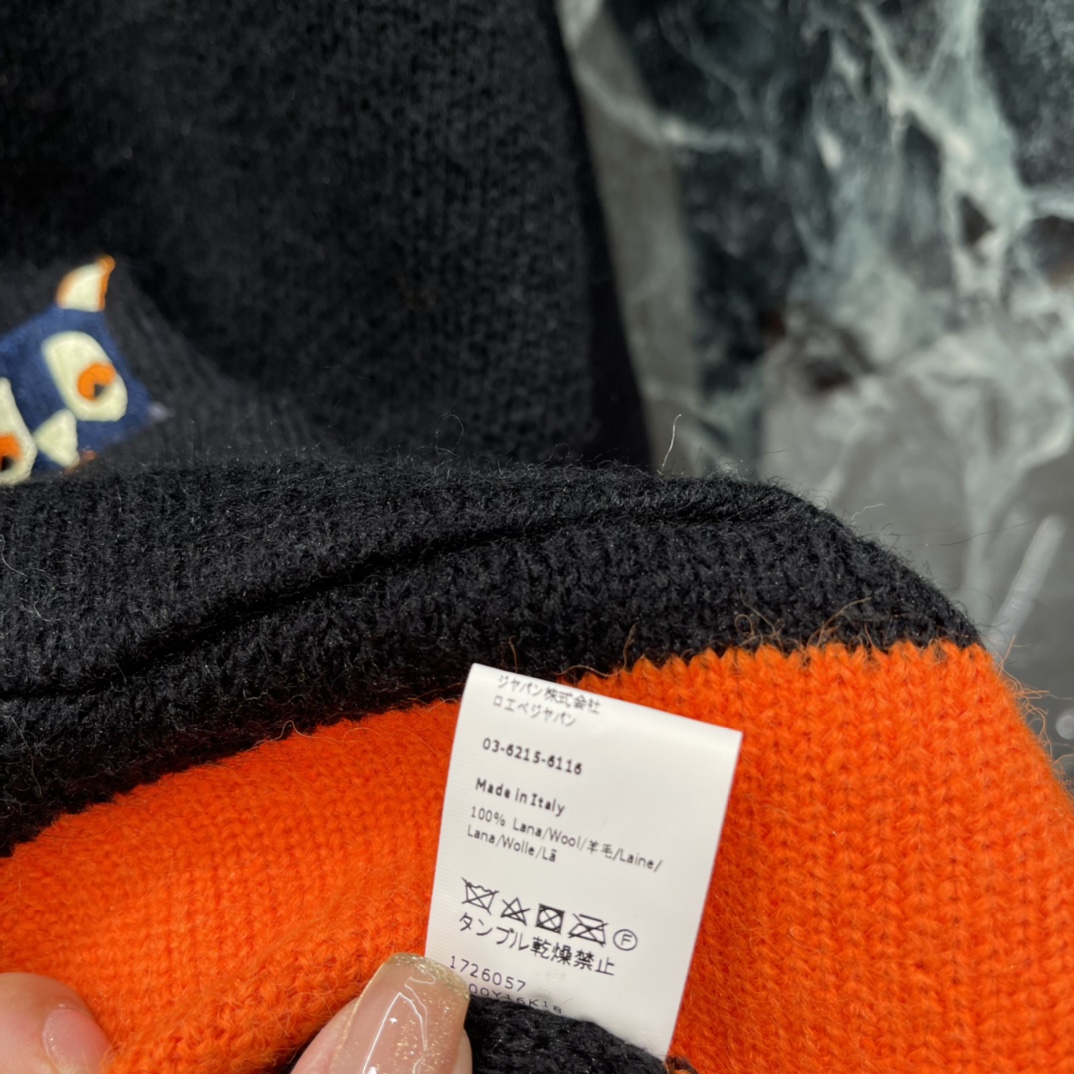 ジャパン株式会社
ロエベジャパン
03-6215-6116
Made in Italy
100% Lana/Wool/羊毛/Laine/
Lana/Wolle/Lã
F
タンブル乾燥禁止
1726057